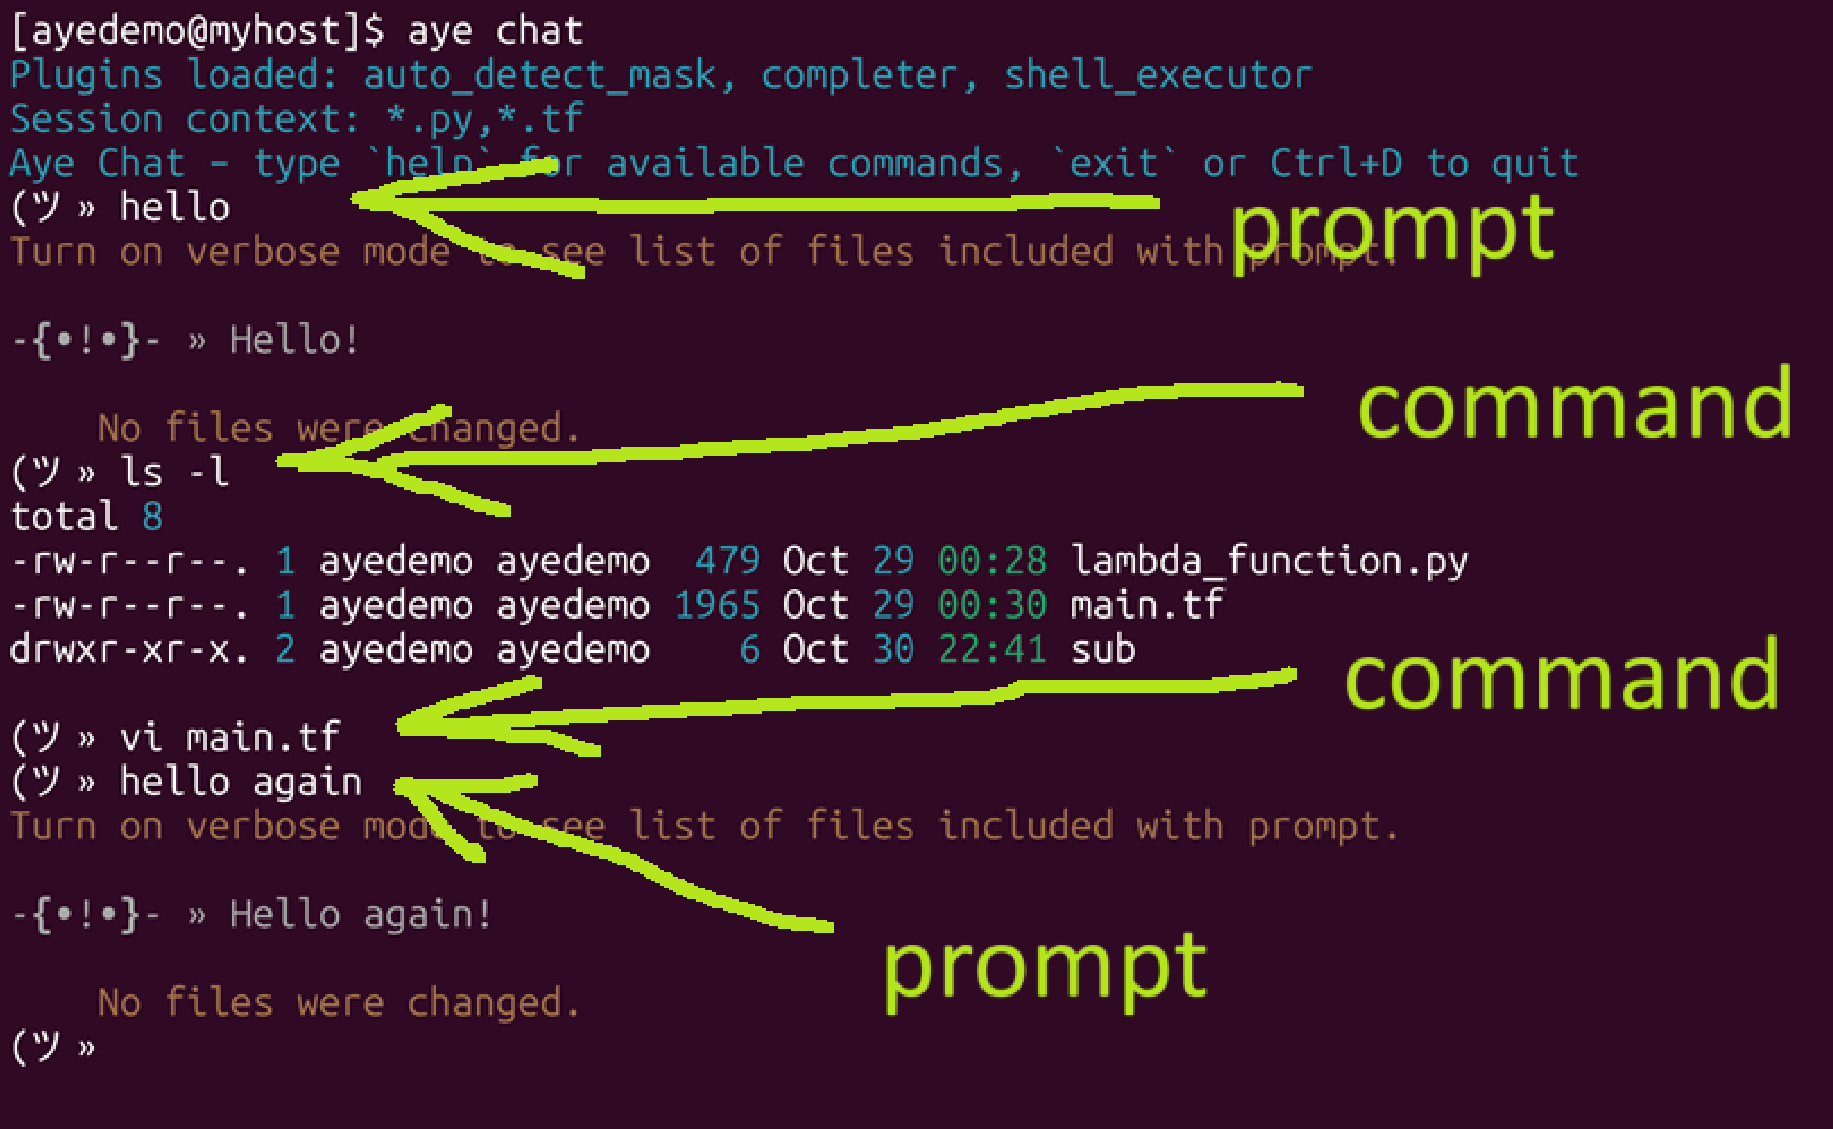 [ayedemo@myhost]$ aye chat
Plugins loaded: auto_detect_mask, completer, shell_executor
Session context: *.py,*.tf
Aye Chat – type `help` for available commands, `exit` or Ctrl+D to quit
(ツ » hello
prompt
Turn on verbose mode to see list of files included with prompt.
-{•!•}- » Hello!
command
No files were changed.
(ツ » ls -l
total 8
-rw-r--r--. 1 ayedemo ayedemo  479 Oct 29 00:28 lambda_function.py
-rw-r--r--. 1 ayedemo ayedemo 1965 Oct 29 00:30 main.tf
drwxr-xr-x. 2 ayedemo ayedemo    6 Oct 30 22:41 sub
command
(ツ » vi main.tf
(ツ » hello again
Turn on verbose mode to see list of files included with prompt.
-{•!•}- » Hello again!
prompt
No files were changed.
(ツ »